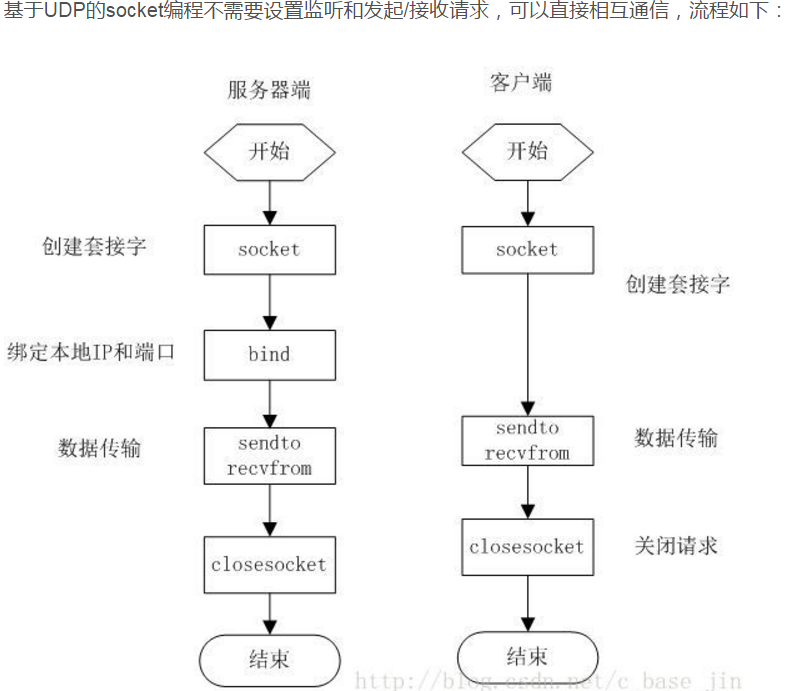 基于UDP的socket编程不需要设置监听和发起/接收请求，可以直接相互通信，流程如下：
服务器端
客户端
开始
开始
创建套接字
socket
socket
创建套接字
绑定本地IP和端口
bind
数据传输
sendto
recvfrom
sendto
recvfrom
数据传输
closesocket
closesocket
关闭请求
结束
结束
http://blog.csdn.net/c_base_jin